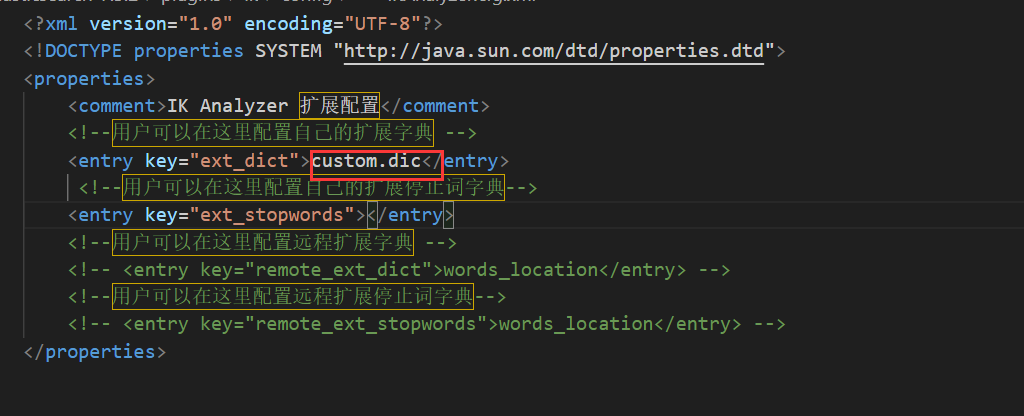 <?xml version="1.0" encoding="UTF-8"?>
<!DOCTYPE properties SYSTEM "http://java.sun.com/dtd/properties.dtd">
<properties>
<comment>IK Analyzer 扩展配置</comment>
<!--用户可以在这里配置自己的扩展字典 -->
<entry key="ext_dict">custom.dic</entry>
<!--用户可以在这里配置自己的扩展停止词字典-->
<entry key="ext_stopwords"></entry>
<!--用户可以在这里配置远程扩展字典 -->
<!-- <entry key="remote_ext_dict">words_location</entry> -->
<!--用户可以在这里配置远程扩展停止词字典-->
<!-- <entry key="remote_ext_stopwords">words_location</entry> -->
</properties>